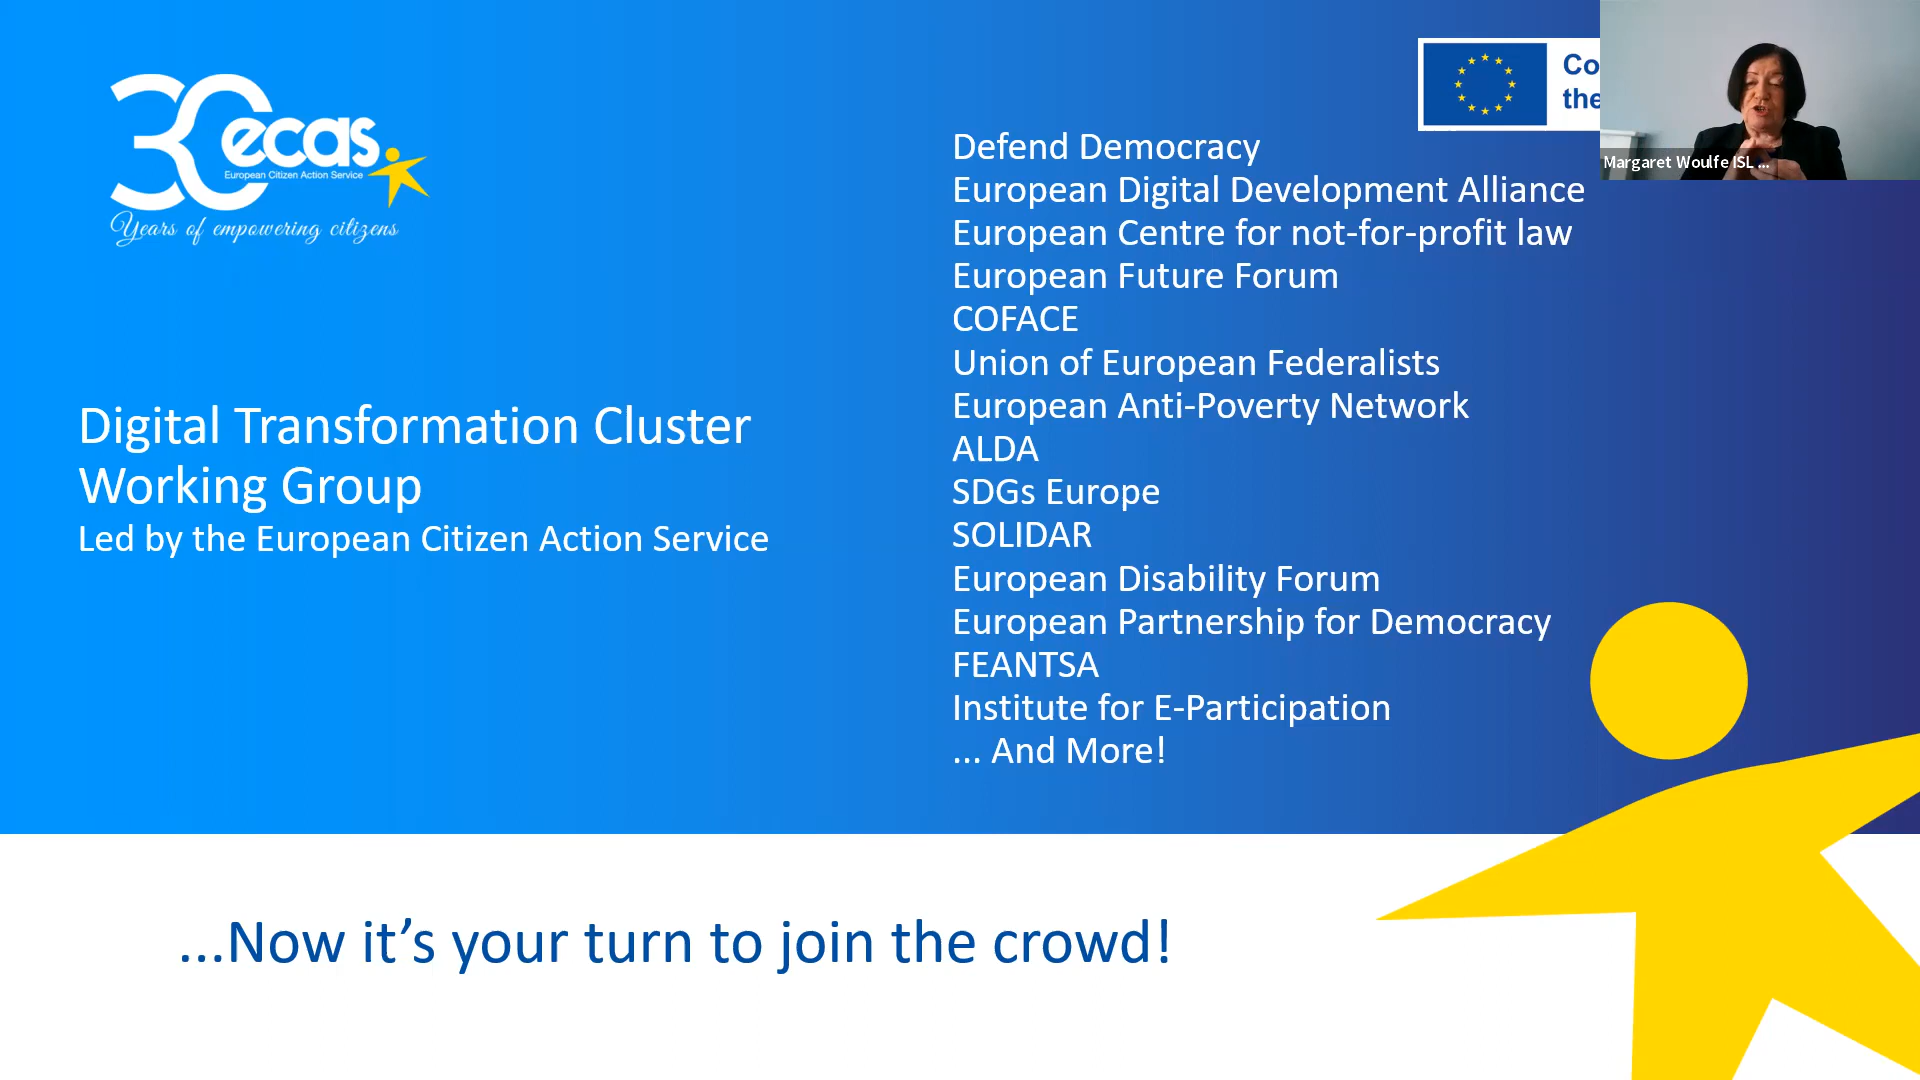 30 ecas
European Citizen Action Service
Years of empowering citizens
Digital Transformation Cluster
Working Group
Led by the European Citizen Action Service
Co
the
Margaret Woulfe ISL ...
Defend Democracy
European Digital Development Alliance
European Centre for not-for-profit law
European Future Forum
COFACE
Union of European Federalists
European Anti-Poverty Network
ALDA
SDGs Europe
SOLIDAR
European Disability Forum
European Partnership for Democracy
FEANTSA
Institute for E-Participation
... And More!
...Now it’s your turn to join the crowd!